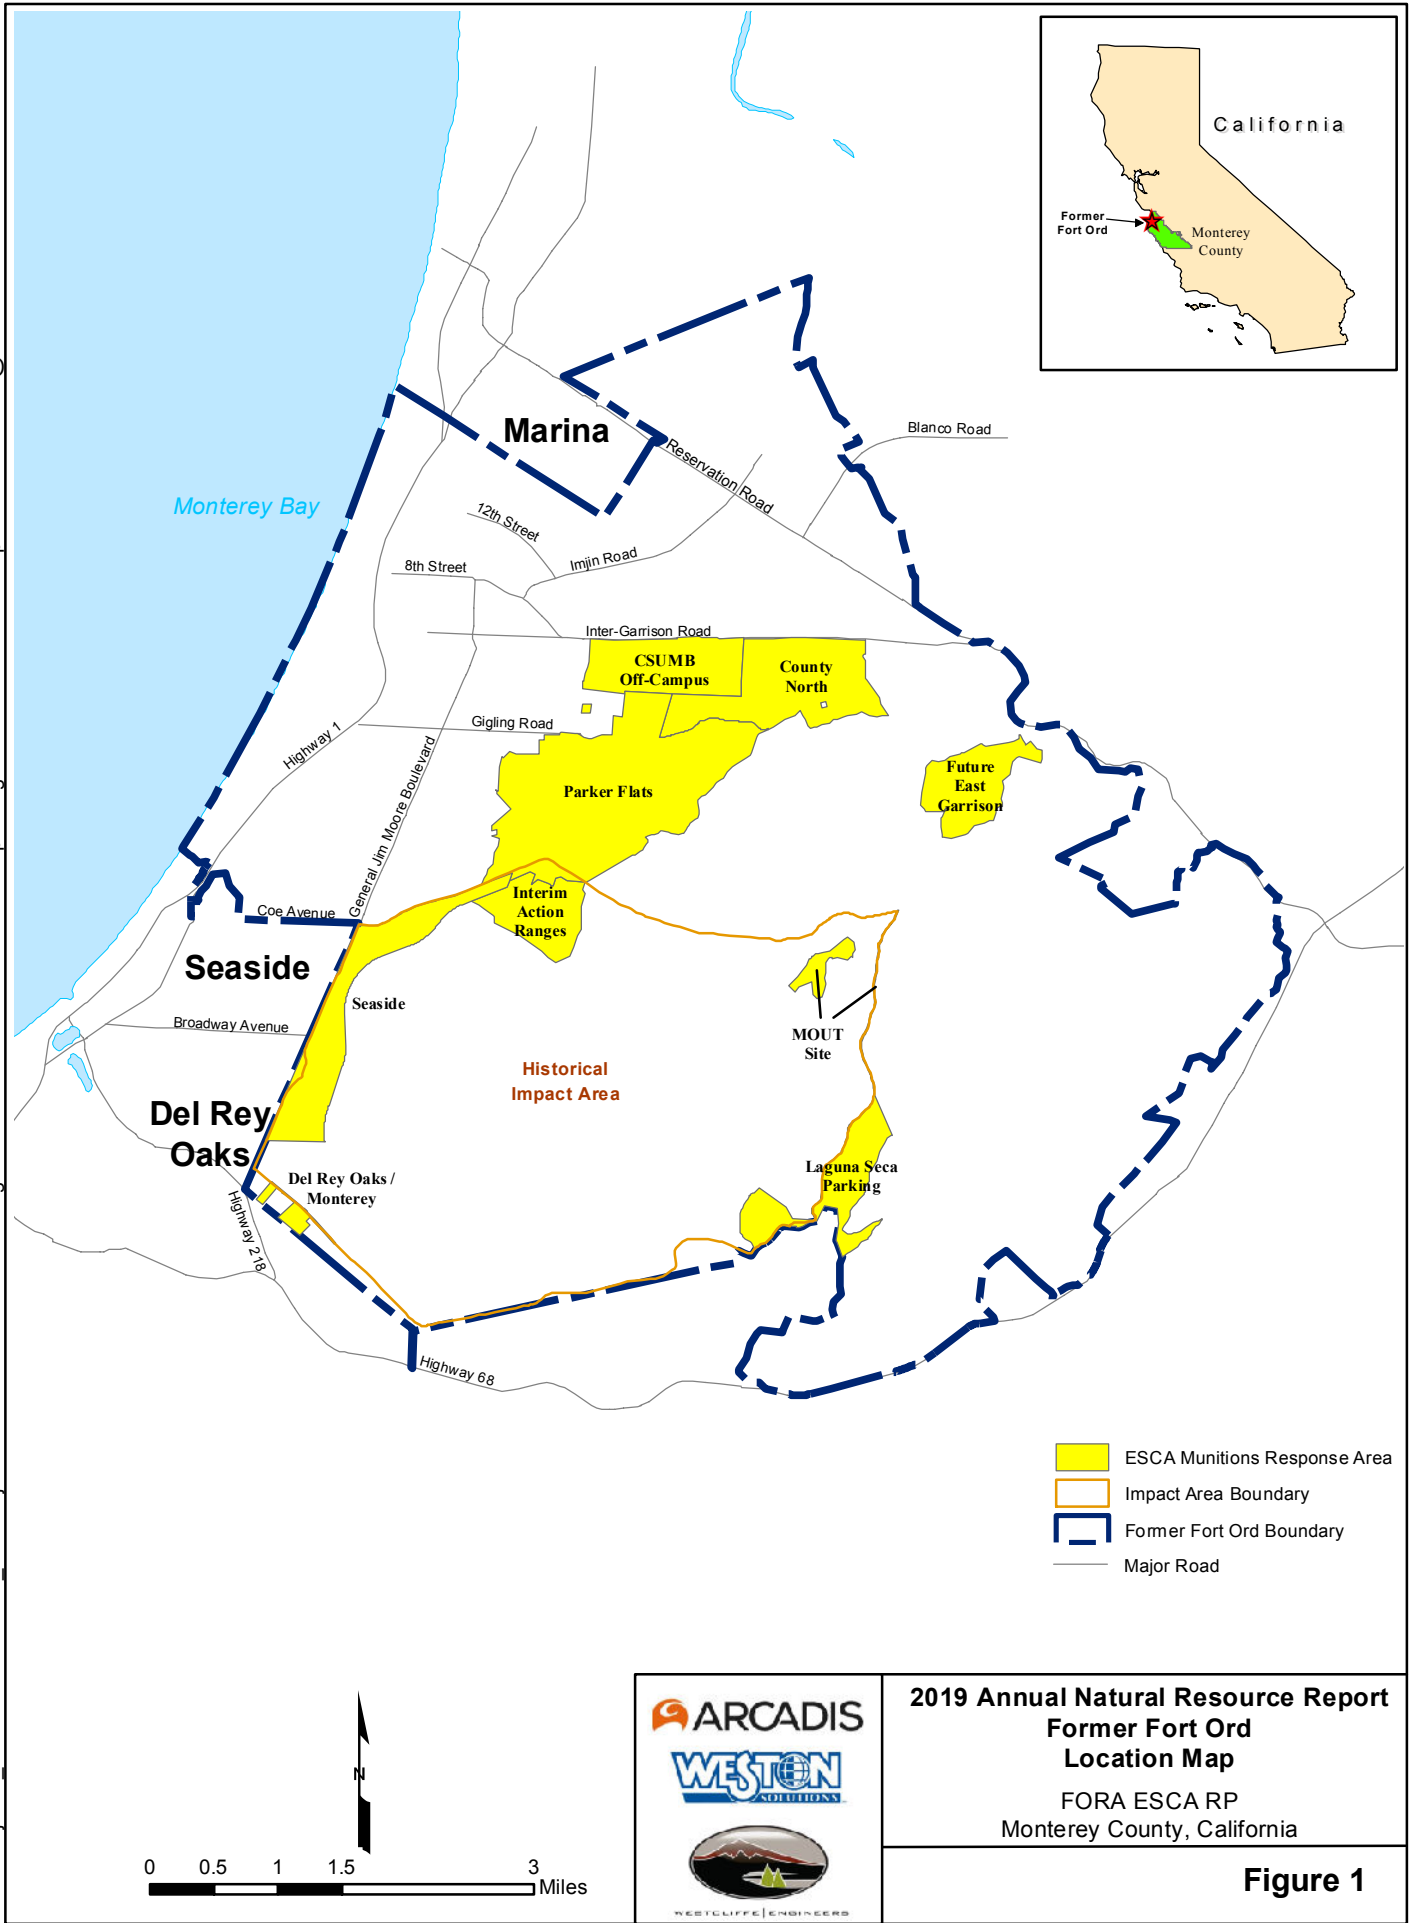 California
Former
Fort Ord
Monterey
County
Marina
Blanco Road
Reservation Road
Monterey Bay
12th Street
Imjin Road
8th Street
Inter-Garrison Road
CSUMB
Off-Campus
County
North
Gigling Road
Highway 1
General Jim Moore Boulevard
Parker Flats
Future
East
Garrison
Interim
Action
Ranges
Coe Avenue
Seaside
Seaside
Broadway Avenue
MOUT
Site
Historical
Impact Area
Del Rey
Oaks
Del Rey Oaks /
Monterey
Laguna Seca
Parking
Highway 218
Highway 68
ESCA Munitions Response Area
Impact Area Boundary
Former Fort Ord Boundary
Major Road
N
0 0.5 1 1.5 3
Miles
ARCADIS
WESTON
SOLUTIONS
WESTCLIFFE | ENGINEERS
2019 Annual Natural Resource Report
Former Fort Ord
Location Map
FORA ESCA RP
Monterey County, California
Figure 1